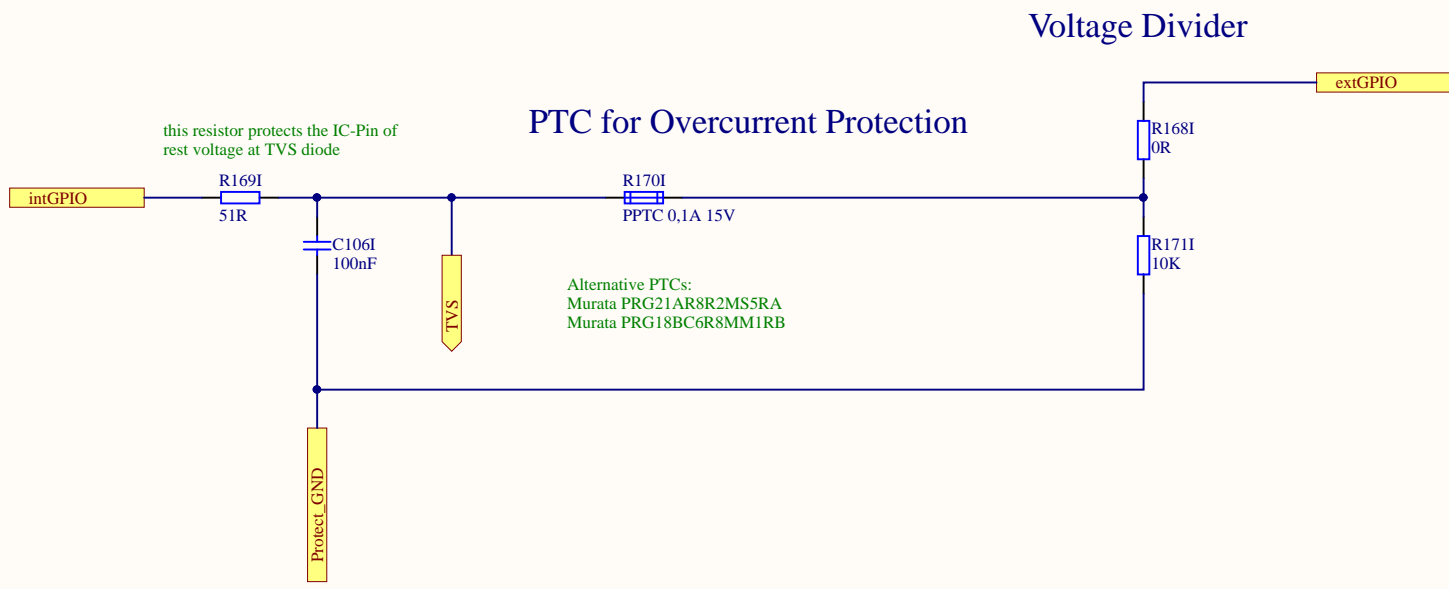 Voltage Divider
extGPIO
PTC for Overcurrent Protection
this resistor protects the IC-Pin of
rest voltage at TVS diode
R168I
0R
R169I
51R
intGPIO
R170I
PPTC 0,1A 15V
C106I
100nF
R171I
10K
TVS
Alternative PTCs:
Murata PRG21AR8R2MS5RA
Murata PRG18BC6R8MM1RB
Protect_GND